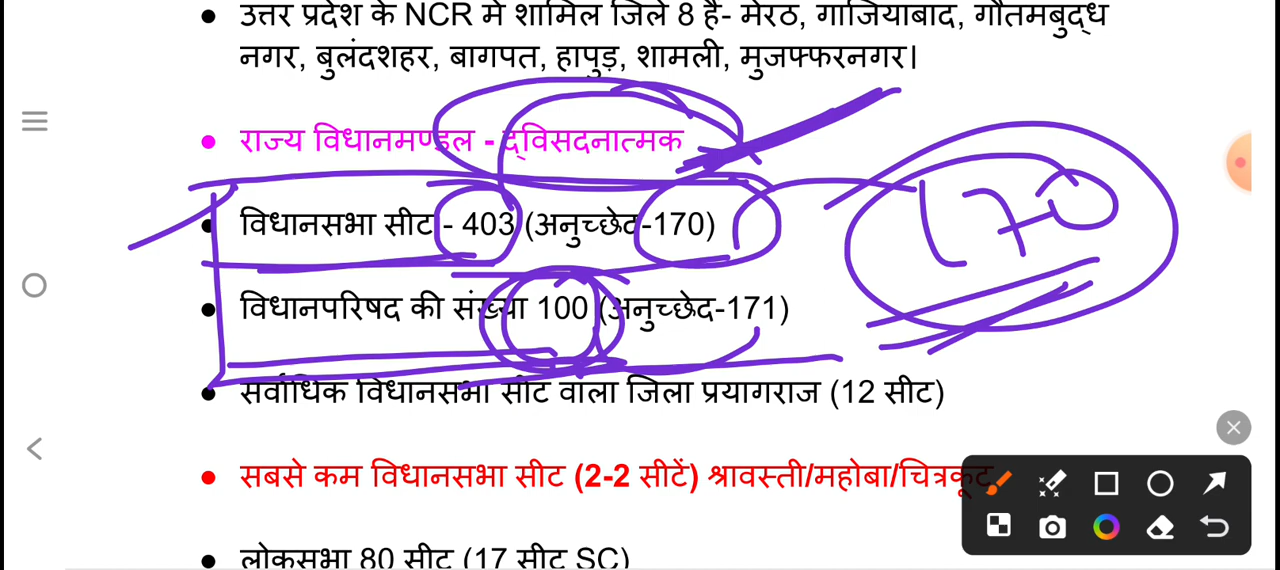 ● उत्तर प्रदेश के NCR में शामिल जिले 8 हैं- मेरठ, गाजियाबाद, गौतमबुद्ध
नगर, बुलंदशहर, बागपत, हापुड़, शामली, मुजफ्फरनगर।
● राज्य विधानमण्डल - द्विसदनात्मक
● विधानसभा सीट - 403 (अनुच्छेद-170)
170
● विधानपरिषद की संख्या 100 (अनुच्छेद-171)
● सर्वाधिक विधानसभा सीट वाला जिला प्रयागराज (12 सीट)
● सबसे कम विधानसभा सीट (2-2 सीटें) श्रावस्ती/महोबा/चित्रकूट
● लोकसभा 80 सीट (17 सीट SC)